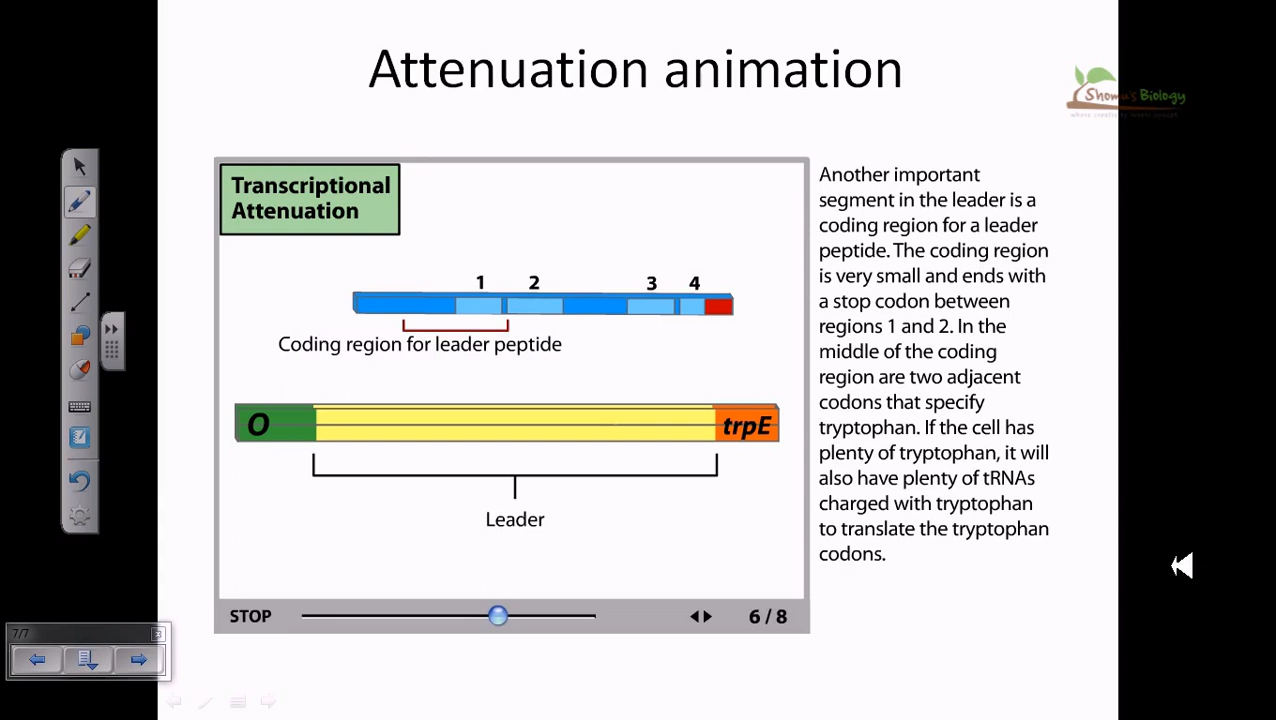 Attenuation animation
Shomu's Biology
Transcriptional
Attenuation
1 2 3 4
Coding region for leader peptide
O trpE
Leader
STOP 6 / 8
Another important
segment in the leader is a
coding region for a leader
peptide. The coding region
is very small and ends with
a stop codon between
regions 1 and 2. In the
middle of the coding
region are two adjacent
codons that specify
tryptophan. If the cell has
plenty of tryptophan, it will
also have plenty of tRNAs
charged with tryptophan
to translate the tryptophan
codons.
7/7